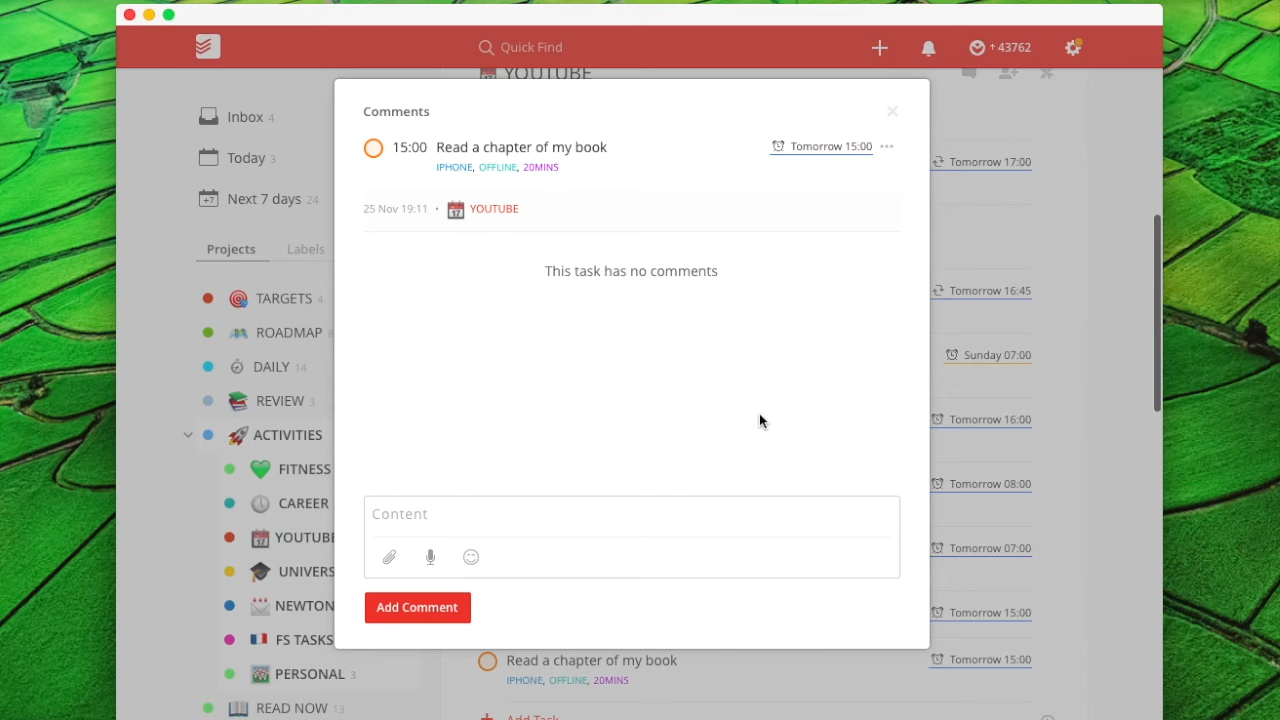 Quick Find
↑ 43762
YOUTUBE
Inbox 4
Today 3
+7 Next 7 days 24
Projects Labels
TARGETS 4
ROADMAP
DAILY 14
REVIEW 3
ACTIVITIES
FITNESS
CAREER
17 YOUTUBE
UNIVERS
NEWTON
FS TASKS
PERSONAL 3
READ NOW 13
Comments
15:00 Read a chapter of my book Tomorrow 15:00
IPHONE, OFFLINE, 20MINS
25 Nov 19:11 • 17 YOUTUBE
This task has no comments
Content
Add Comment
Tomorrow 17:00
Tomorrow 16:45
Sunday 07:00
Tomorrow 16:00
Tomorrow 08:00
Tomorrow 07:00
Tomorrow 15:00
Read a chapter of my book Tomorrow 15:00
IPHONE, OFFLINE, 20MINS
Add Task